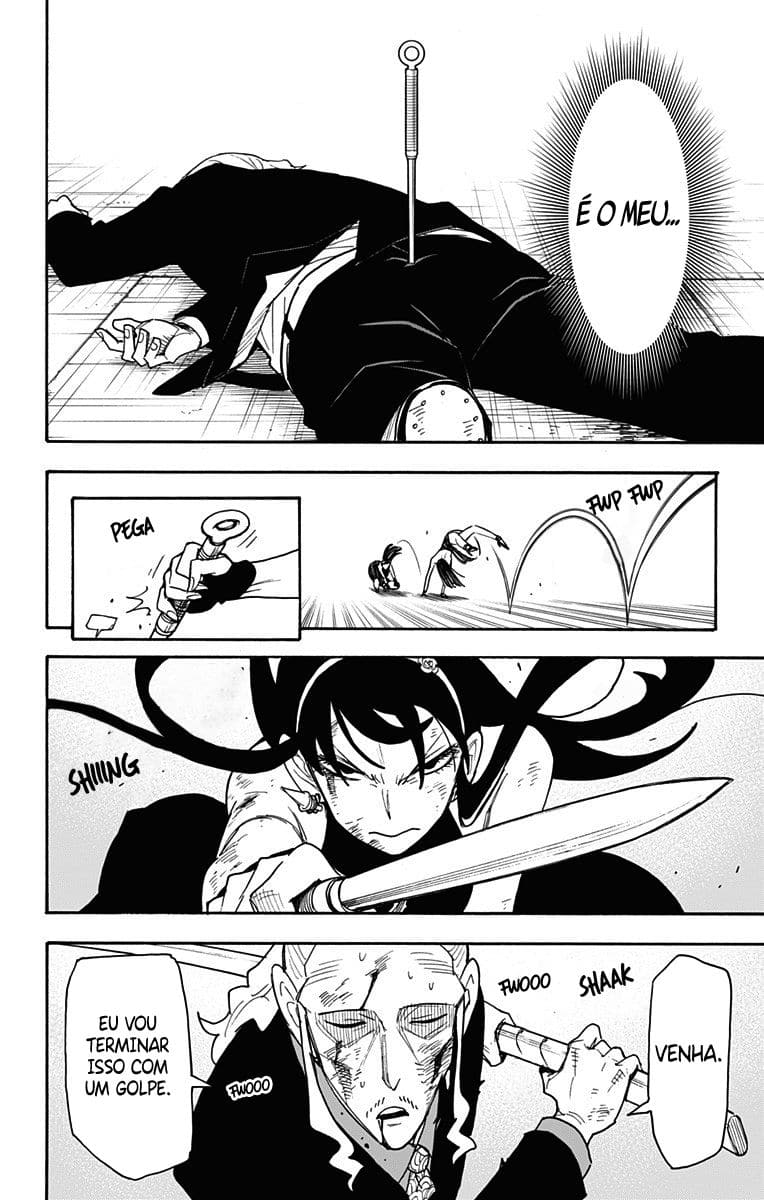 É O MEU...
PEGA
FWP FWP
SHIIING
VENHA.
SHAAK
FWOOO
EU VOU
TERMINAR
ISSO COM
UM GOLPE.
FWOOO